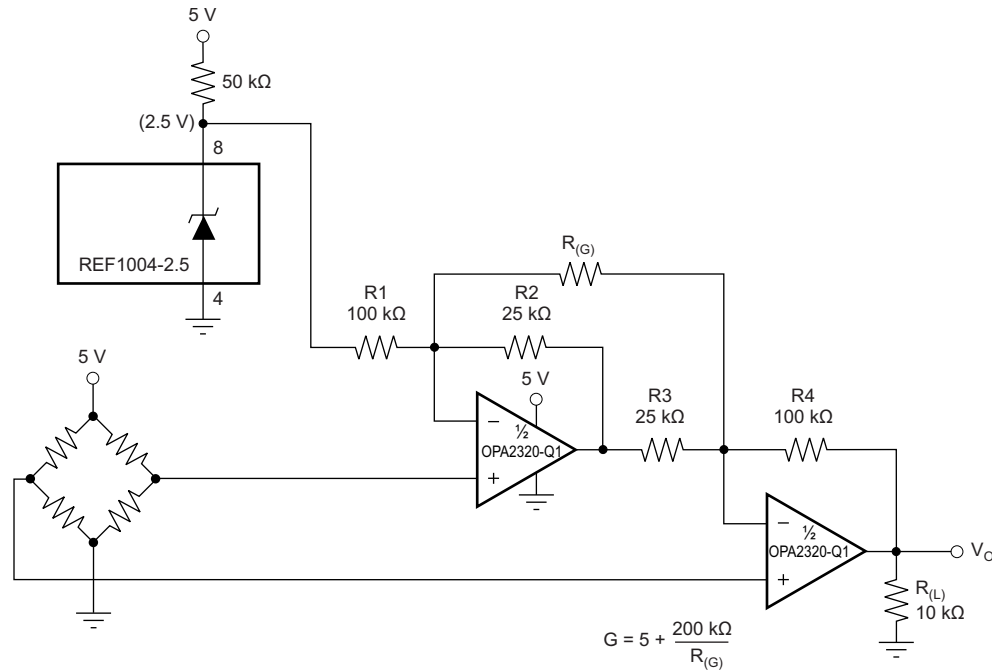 5 V
50 kΩ
(2.5 V)
8
REF1004-2.5
4
R(G)
R1
100 kΩ
R2
25 kΩ
5 V
5 V
R3
25 kΩ
R4
100 kΩ
−
½
OPA2320-Q1
+
−
½
OPA2320-Q1
+
VO
R(L)
10 kΩ
G = 5 + 200 kΩ / R(G)